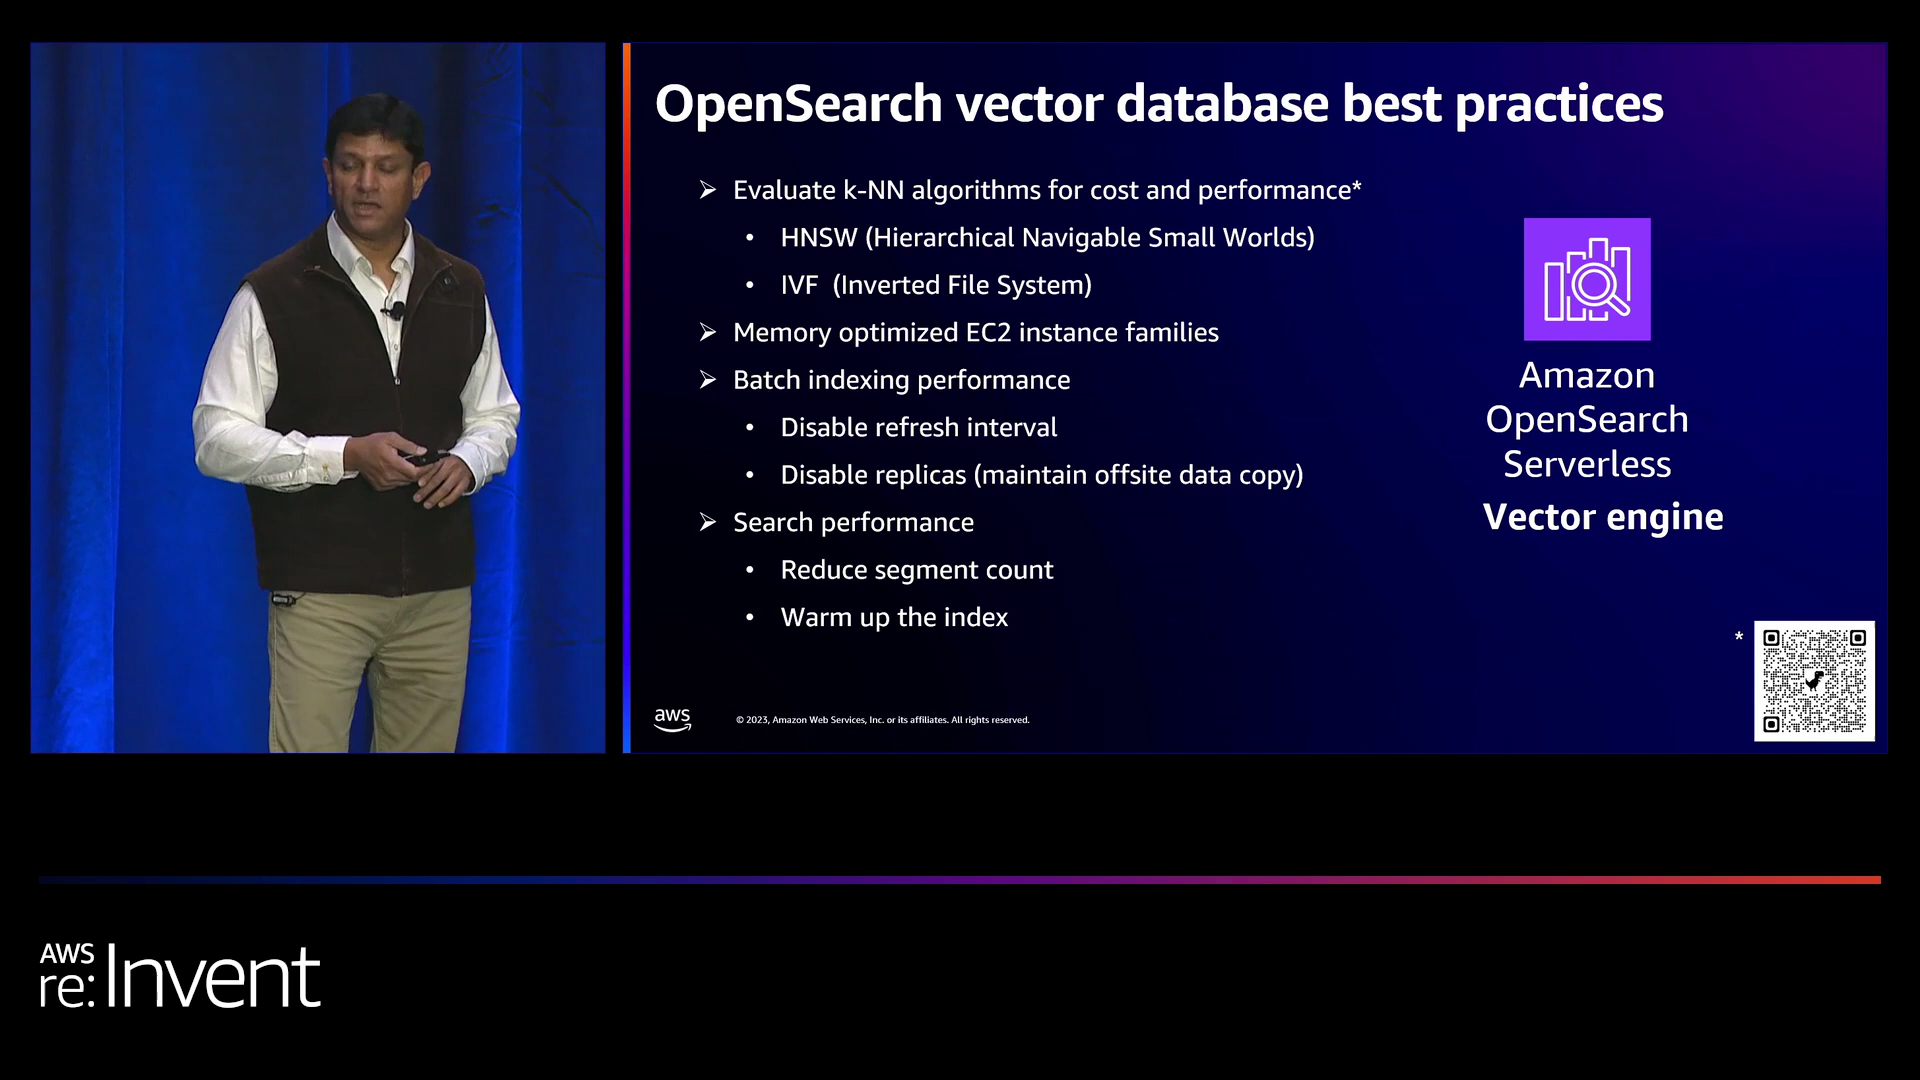 OpenSearch vector database best practices
➢ Evaluate k-NN algorithms for cost and performance*
• HNSW (Hierarchical Navigable Small Worlds)
• IVF (Inverted File System)
➢ Memory optimized EC2 instance families
➢ Batch indexing performance
• Disable refresh interval
• Disable replicas (maintain offsite data copy)
➢ Search performance
• Reduce segment count
• Warm up the index
Amazon
OpenSearch
Serverless
Vector engine
*
aws
© 2023, Amazon Web Services, Inc. or its affiliates. All rights reserved.
AWS
re:Invent